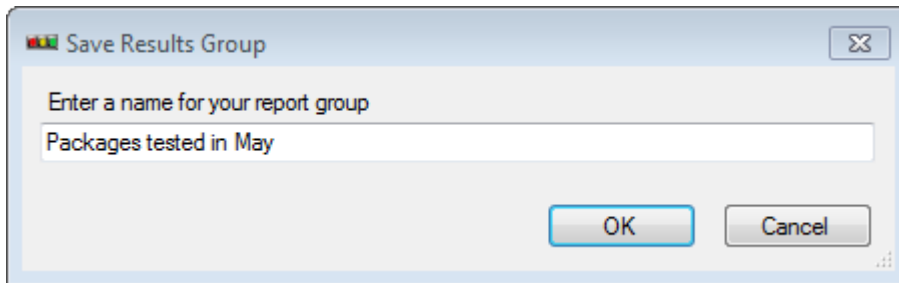 Save Results Group
Enter a name for your report group
Packages tested in May
OK Cancel